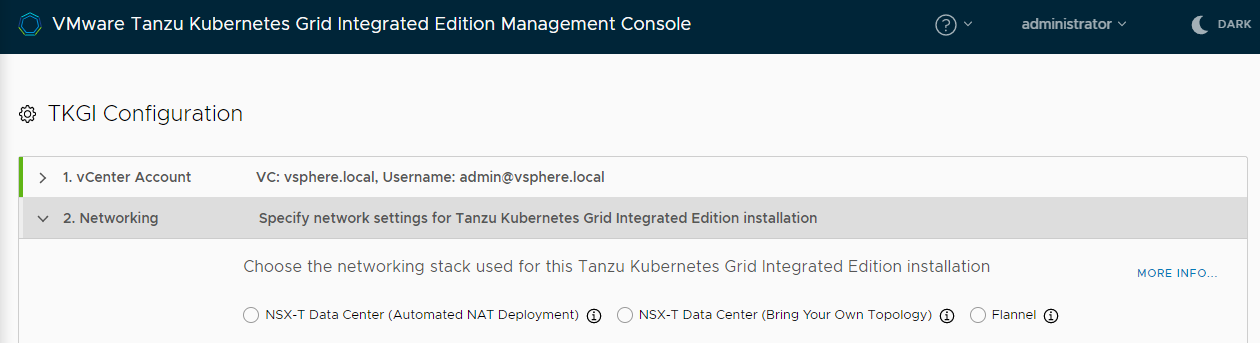 VMware Tanzu Kubernetes Grid Integrated Edition Management Console
administrator
DARK
TKGI Configuration
1. vCenter Account VC: vsphere.local, Username: admin@vsphere.local
2. Networking Specify network settings for Tanzu Kubernetes Grid Integrated Edition installation
Choose the networking stack used for this Tanzu Kubernetes Grid Integrated Edition installation
MORE INFO...
NSX-T Data Center (Automated NAT Deployment) NSX-T Data Center (Bring Your Own Topology) Flannel